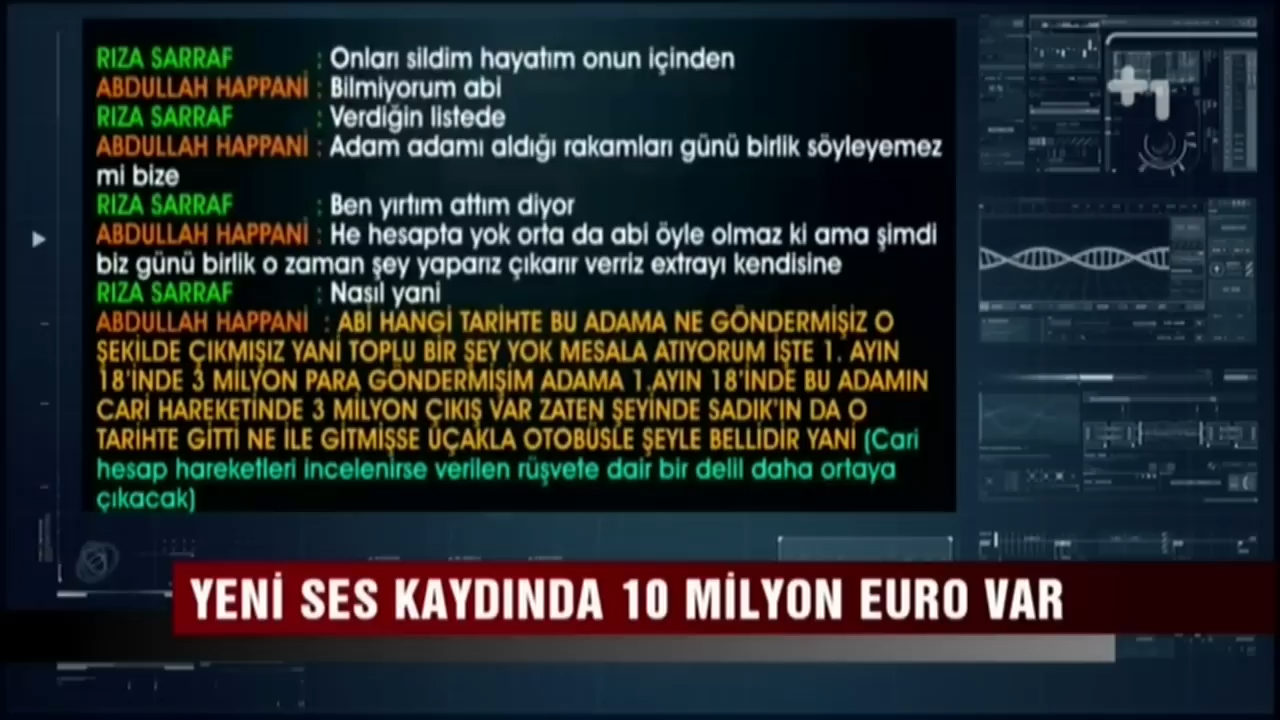 RIZA SARRAF : Onları sildim hayatım onun içinden
ABDULLAH HAPPANİ : Bilmiyorum abi
RIZA SARRAF : Verdiğin listede
ABDULLAH HAPPANİ : Adam adamı aldığı rakamları günü birlik söyleyemez
mi bize
RIZA SARRAF : Ben yırtım attım diyor
ABDULLAH HAPPANİ : He hesapta yok orta da abi öyle olmaz ki ama şimdi
biz günü birlik o zaman şey yaparız çıkarır verriz extrayı kendisine
RIZA SARRAF : Nasıl yani
ABDULLAH HAPPANİ : ABİ HANGİ TARİHTE BU ADAMA NE GÖNDERMİŞİZ O
ŞEKİLDE ÇIKMIŞIZ YANİ TOPLU BİR ŞEY YOK MESALA ATIYORUM İŞTE 1. AYIN
18'İNDE 3 MİLYON PARA GÖNDERMİŞİM ADAMA 1.AYIN 18'İNDE BU ADAMIN
CARİ HAREKETİNDE 3 MİLYON ÇIKIŞ VAR ZATEN ŞEYİNDE SADIK'IN DA O
TARİHTE GİTTİ NE İLE GİTMİŞSE UÇAKLA OTOBÜSLE ŞEYLE BELLİDİR YANİ (Cari
hesap hareketleri incelenirse verilen rüşvete dair bir delil daha ortaya
çıkacak)
YENİ SES KAYDINDA 10 MİLYON EURO VAR